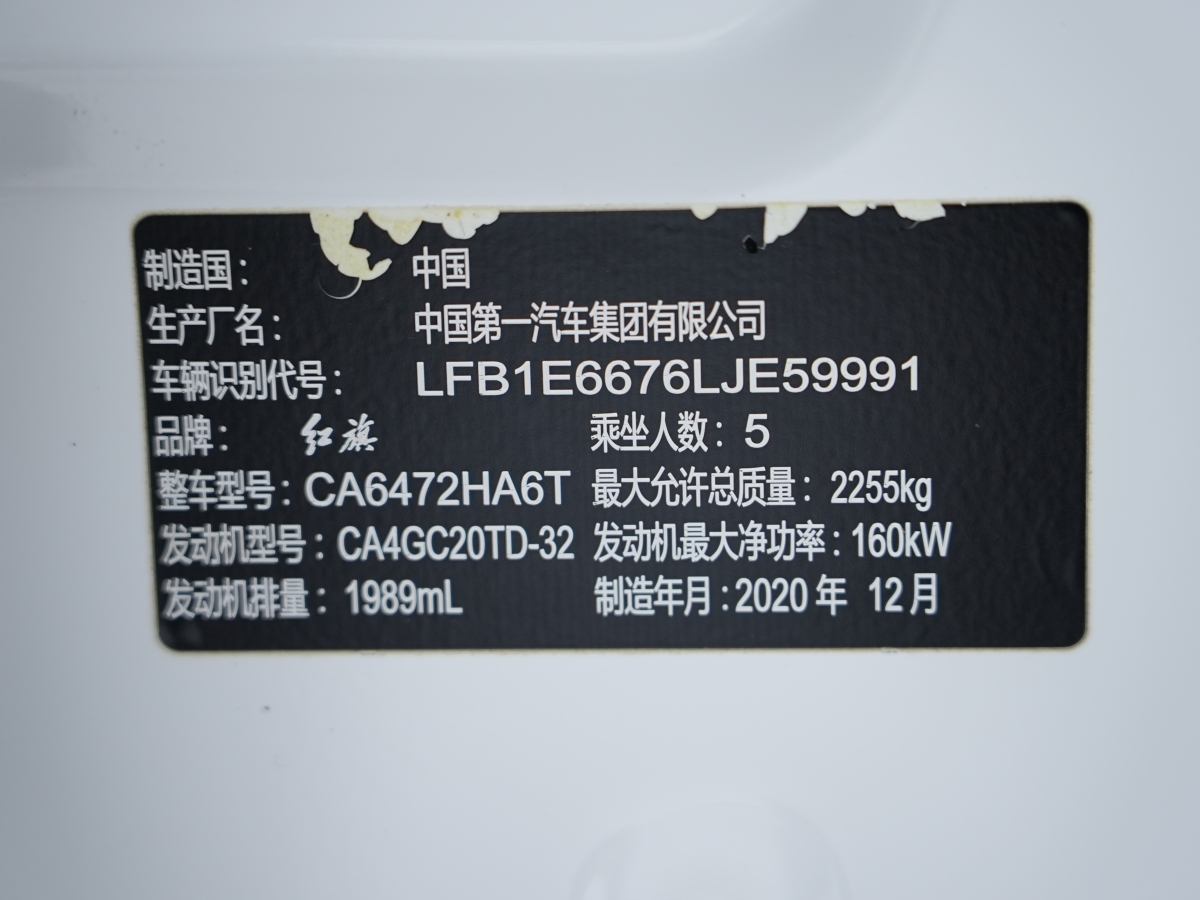 制造国： 中国
生产厂名： 中国第一汽车集团有限公司
车辆识别代号： LFB1E6676LJE59991
品牌： 红旗 乘坐人数：5
整车型号：CA6472HA6T 最大允许总质量：2255kg
发动机型号：CA4GC20TD-32 发动机最大净功率：160kW
发动机排量：1989mL 制造年月：2020年 12月